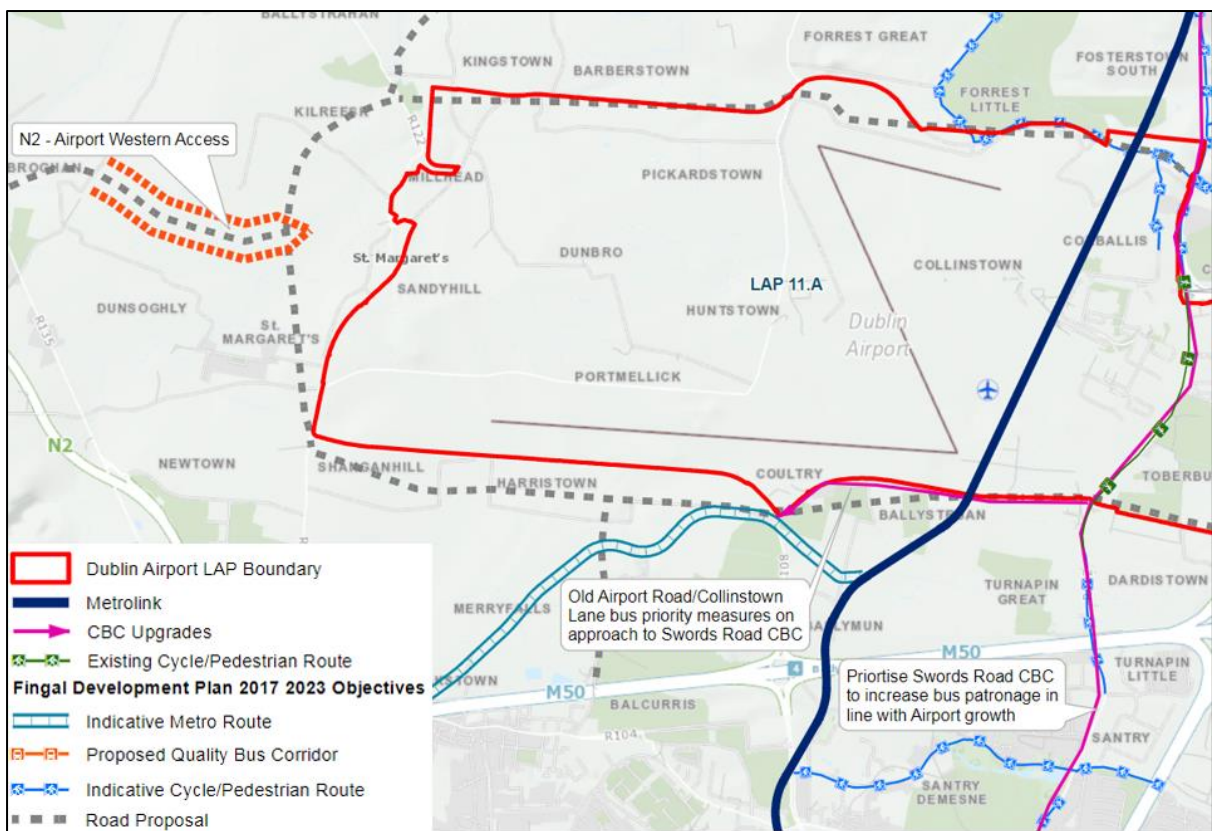 BALLYSTRAHAN
FORREST GREAT
KINGSTOWN
BARBERSTOWN
FOSTERSTOWN
SOUTH
FORREST
LITTLE
KILREESK
R122
N2 - Airport Western Access
BROGHAN
MILLHEAD
PICKARDSTOWN
CORBALLIS
St. Margaret's
DUNBRO
COLLINSTOWN
LAP 11.A
SANDYHILL
DUNSOGHLY
HUNTSTOWN
R135
ST.
MARGARET'S
Dublin
Airport
PORTMELLICK
N2
NEWTOWN
SHANGANHILL
HARRISTOWN
COULTRY
TOBERBU
BALLYSTRUAN
Dublin Airport LAP Boundary
Metrolink
CBC Upgrades
Existing Cycle/Pedestrian Route
Fingal Development Plan 2017 2023 Objectives
Indicative Metro Route
Proposed Quality Bus Corridor
Indicative Cycle/Pedestrian Route
Road Proposal
801
MERRYFALLS
Old Airport Road/Collinstown
Lane bus priority measures on
approach to Swords Road CBC
TURNAPIN
GREAT
DARDISTOWN
LLYMUN
KSTOWN
M50
4
M50
TURNAPIN
LITTLE
Priortise Swords Road CBC
to increase bus patronage in
line with Airport growth
BALCURRIS
R104
SANTRY
SANTRY
DEMESNE